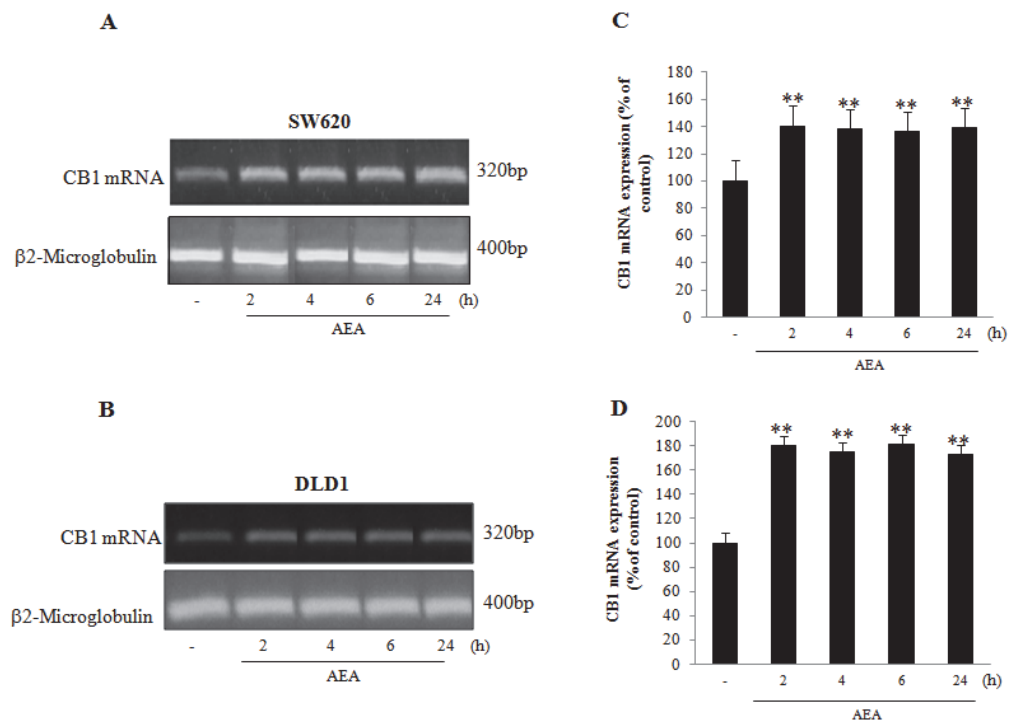 A
SW620
CB1 mRNA
320bp
β2-Microglobulin
400bp
- 2 4 6 24 (h)
AEA
B
DLD1
CB1 mRNA
320bp
β2-Microglobulin
400bp
- 2 4 6 24 (h)
AEA
C
CB1 mRNA expression (% of
control)
180
160
140
120
100
80
60
40
20
0
** ** ** **
- 2 4 6 24 (h)
AEA
D
CB1 mRNA expression
(% of control)
200
180
160
140
120
100
80
60
40
20
0
** ** ** **
- 2 4 6 24 (h)
AEA